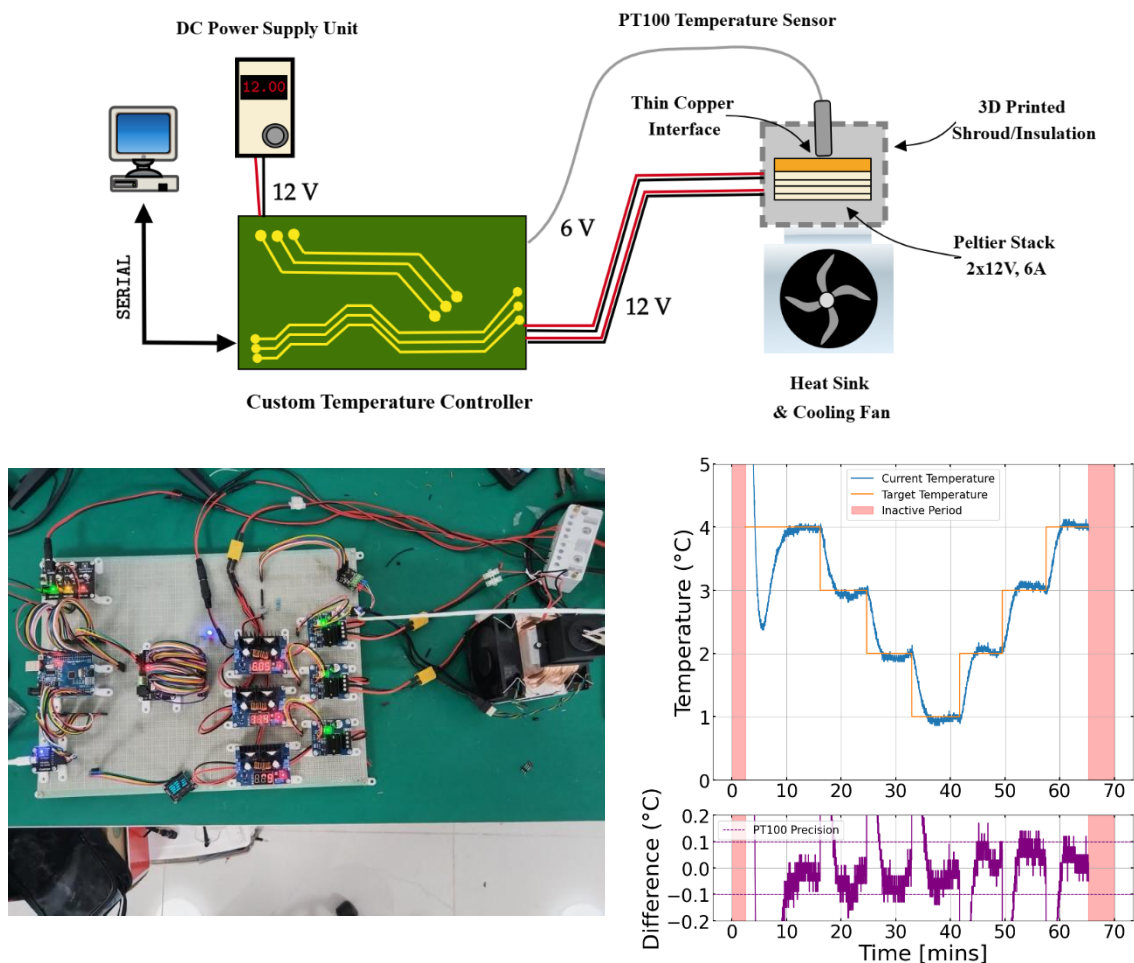 DC Power Supply Unit
PT100 Temperature Sensor
12.00
Thin Copper
Interface
3D Printed
Shroud/Insulation
12 V
6 V
SERIAL
12 V
Peltier Stack
2x12V, 6A
Custom Temperature Controller
Heat Sink
& Cooling Fan
Current Temperature
Target Temperature
Inactive Period
Temperature (°C)
5
4
3
2
1
0
0 10 20 30 40 50 60 70
PT100 Precision
Difference (°C)
0.2
0.1
0.0
−0.1
−0.2
0 10 20 30 40 50 60 70
Time [mins]